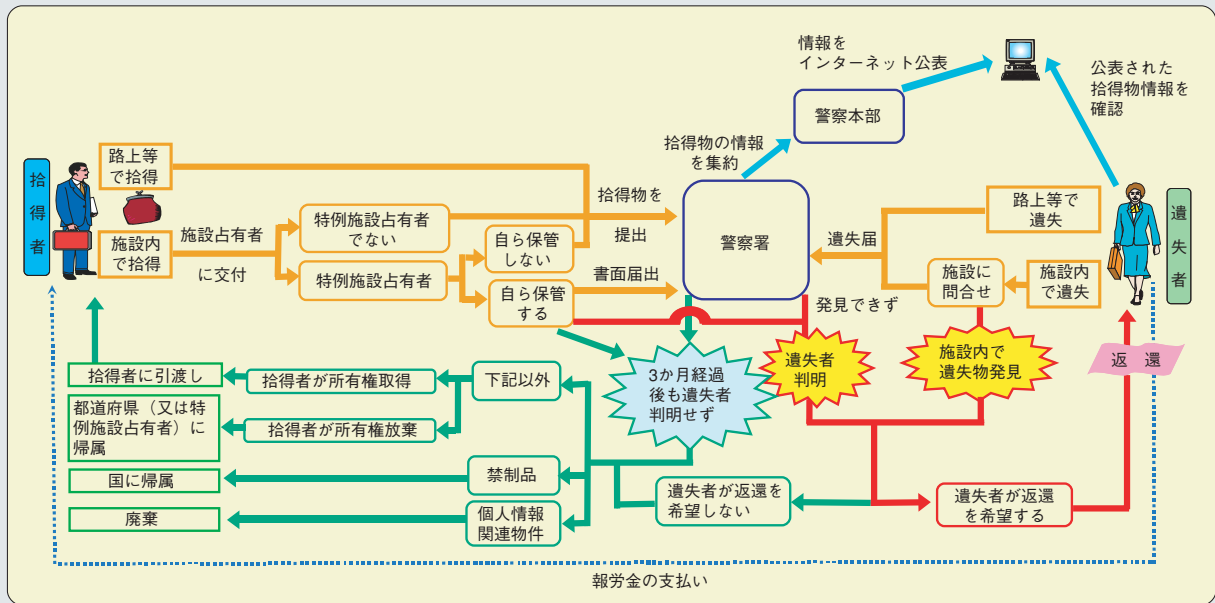 拾得者
路上等
で拾得
施設内
で拾得
施設占有者
に交付
特例施設占有者
でない
特例施設占有者
自ら保管
しない
自ら保管
する
拾得物を
提出
書面届出
警察署
拾得物の情報
を集約
警察本部
情報を
インターネット公表
公表された
拾得物情報を
確認
遺失者
路上等で
遺失
施設内
で遺失
施設に
問合せ
遺失届
発見できず
3か月経過
後も遺失者
判明せず
遺失者
判明
施設内で
遺失物発見
返還
下記以外
拾得者が所有権取得
拾得者に引渡し
拾得者が所有権放棄
都道府県(又は特
例施設占有者)に
帰属
禁制品
国に帰属
個人情報
関連物件
廃棄
遺失者が返還を
希望しない
遺失者が返還
を希望する
報労金の支払い